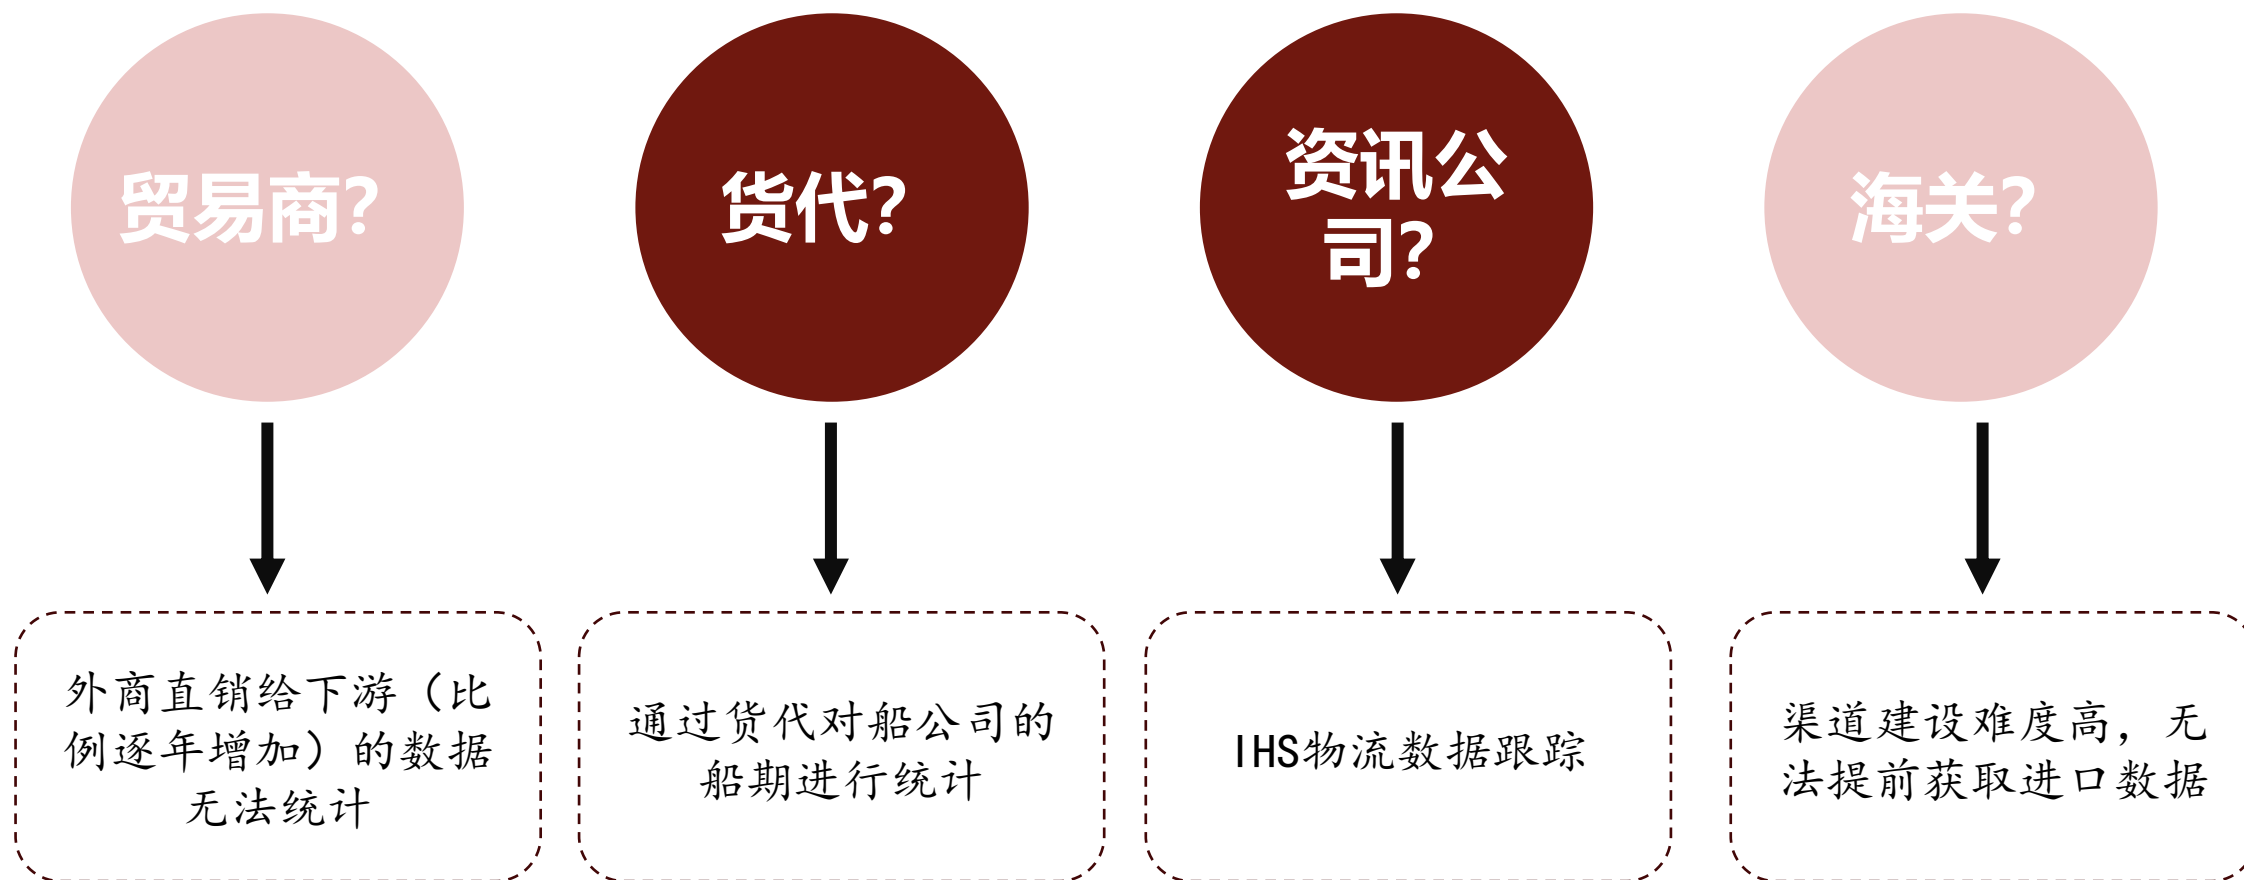 贸易商？
货代？
资讯公
司？
海关？
外商直销给下游（比
例逐年增加）的数据
无法统计
通过货代对船公司的
船期进行统计
IHS物流数据跟踪
渠道建设难度高，无
法提前获取进口数据